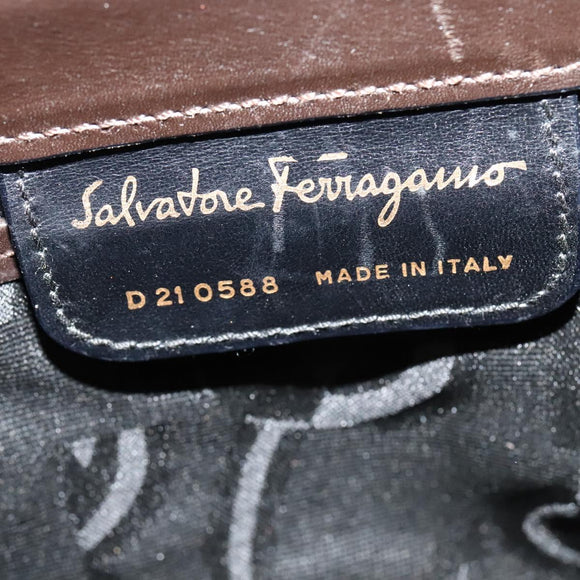 Salvatore Ferragamo
D 21 0588 MADE IN ITALY